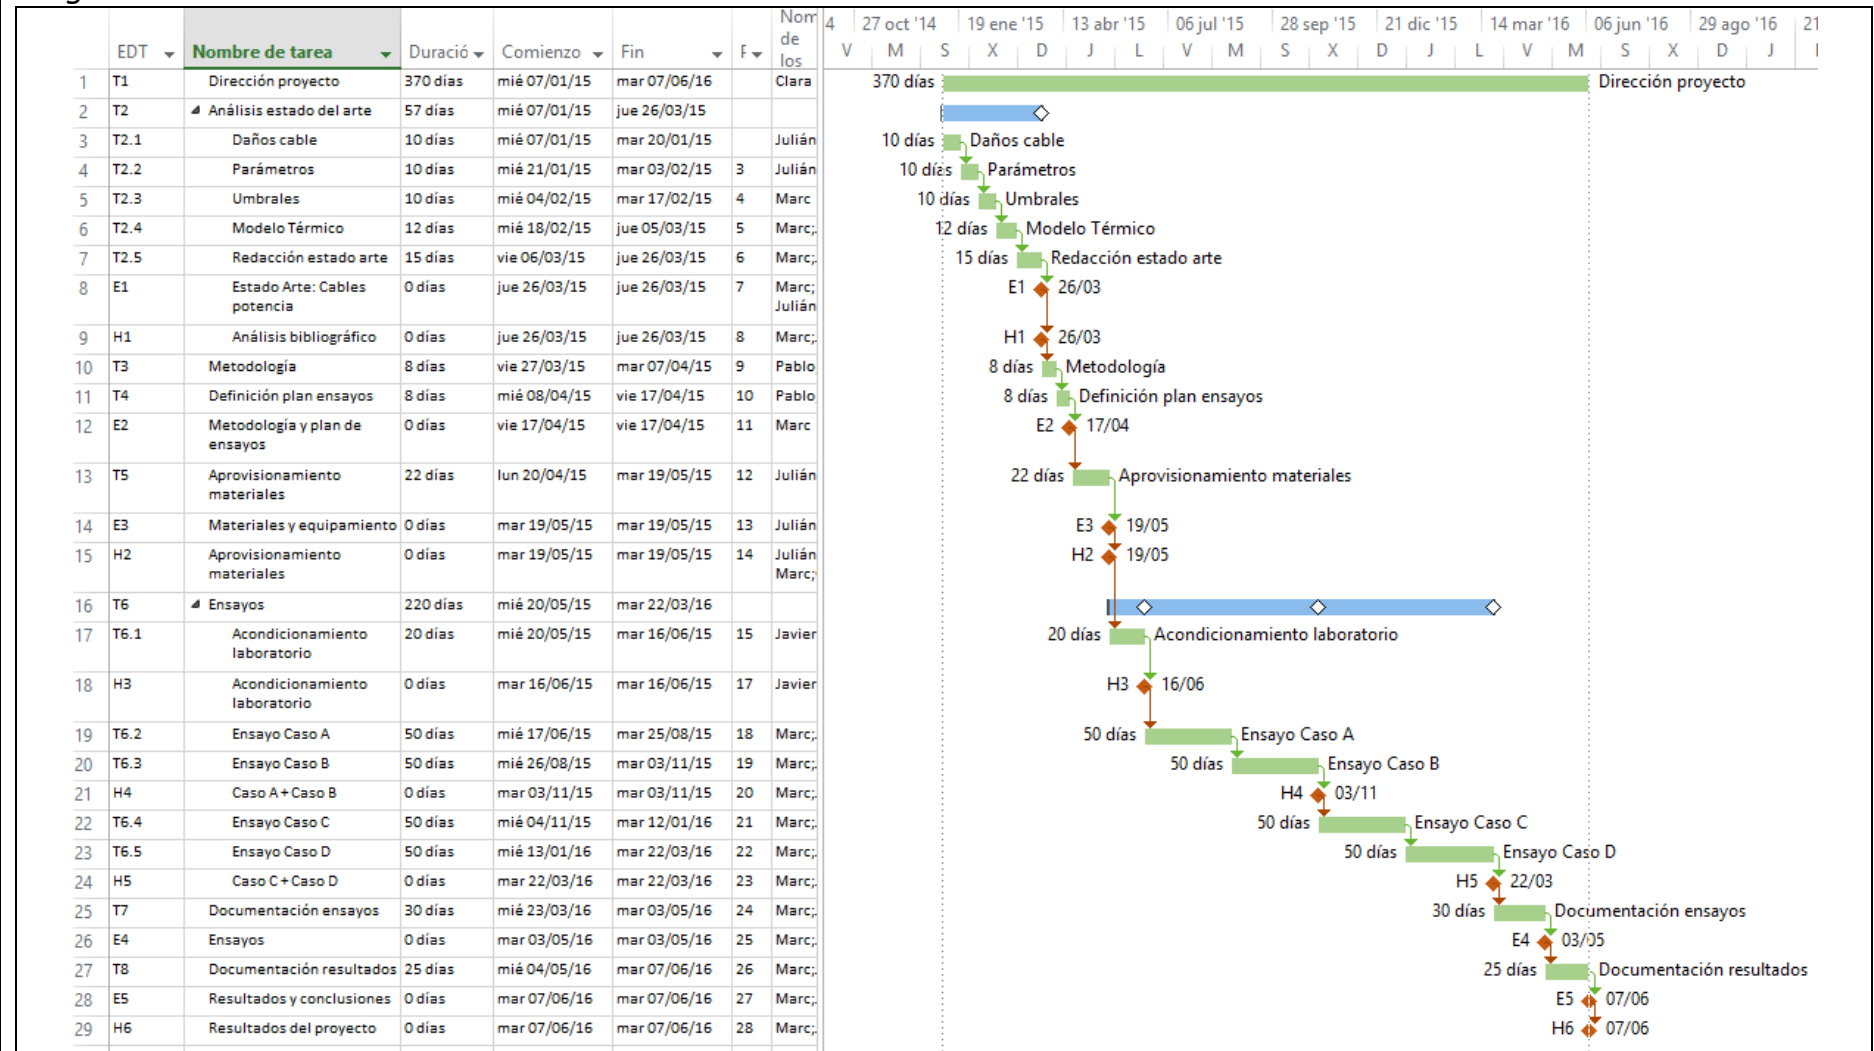 Nom
de
los
EDT Nombre de tarea Duració Comienzo Fin
4 27 oct '14 19 ene '15 13 abr '15 06 jul '15 28 sep '15 21 dic '15 14 mar '16 06 jun '16 29 ago '16 21
V M S X D J L V M S X D J L V M S X D J
1 T1 Dirección proyecto 370 días mié 07/01/15 mar 07/06/16 Clara 370 días Dirección proyecto
2 T2 Análisis estado del arte 57 días mié 07/01/15 jue 26/03/15
3 T2.1 Daños cable 10 días mié 07/01/15 mar 20/01/15 Julián 10 días Daños cable
4 T2.2 Parámetros 10 días mié 21/01/15 mar 03/02/15 3 Julián 10 días Parámetros
5 T2.3 Umbrales 10 días mié 04/02/15 mar 17/02/15 4 Marc 10 días Umbrales
6 T2.4 Modelo Térmico 12 días mié 18/02/15 jue 05/03/15 5 Marc; 12 días Modelo Térmico
7 T2.5 Redacción estado arte 15 días vie 06/03/15 jue 26/03/15 6 Marc; 15 días Redacción estado arte
8 E1 Estado Arte: Cables 0 días jue 26/03/15 jue 26/03/15 7 Marc; E1 26/03
potencia Julián
9 H1 Análisis bibliográfico 0 días jue 26/03/15 jue 26/03/15 8 Marc; H1 26/03
10 T3 Metodología 8 días vie 27/03/15 mar 07/04/15 9 Pablo 8 días Metodología
11 T4 Definición plan ensayos 8 días mié 08/04/15 vie 17/04/15 10 Pablo 8 días Definición plan ensayos
12 E2 Metodología y plan de 0 días vie 17/04/15 vie 17/04/15 11 Marc E2 17/04
ensayos
13 T5 Aprovisionamiento 22 días lun 20/04/15 mar 19/05/15 12 Julián 22 días Aprovisionamiento materiales
materiales
14 E3 Materiales y equipamiento 0 días mar 19/05/15 mar 19/05/15 13 Julián E3 19/05
15 H2 Aprovisionamiento 0 días mar 19/05/15 mar 19/05/15 14 Julián H2 19/05
materiales Marc;
16 T6 Ensayos 220 días mié 20/05/15 mar 22/03/16
17 T6.1 Acondicionamiento 20 días mié 20/05/15 mar 16/06/15 15 Javier 20 días Acondicionamiento laboratorio
laboratorio
18 H3 Acondicionamiento 0 días mar 16/06/15 mar 16/06/15 17 Javier H3 16/06
laboratorio
19 T6.2 Ensayo Caso A 50 días mié 17/06/15 mar 25/08/15 18 Marc; 50 días Ensayo Caso A
20 T6.3 Ensayo Caso B 50 días mié 26/08/15 mar 03/11/15 19 Marc; 50 días Ensayo Caso B
21 H4 Caso A + Caso B 0 días mar 03/11/15 mar 03/11/15 20 Marc; H4 03/11
22 T6.4 Ensayo Caso C 50 días mié 04/11/15 mar 12/01/16 21 Marc; 50 días Ensayo Caso C
23 T6.5 Ensayo Caso D 50 días mié 13/01/16 mar 22/03/16 22 Marc; 50 días Ensayo Caso D
24 H5 Caso C + Caso D 0 días mar 22/03/16 mar 22/03/16 23 Marc; H5 22/03
25 T7 Documentación ensayos 30 días mié 23/03/16 mar 03/05/16 24 Marc; 30 días Documentación ensayos
26 E4 Ensayos 0 días mar 03/05/16 mar 03/05/16 25 Marc; E4 03/05
27 T8 Documentación resultados 25 días mié 04/05/16 mar 07/06/16 26 Marc; 25 días Documentación resultados
28 E5 Resultados y conclusiones 0 días mar 07/06/16 mar 07/06/16 27 Marc; E5 07/06
29 H6 Resultados del proyecto 0 días mar 07/06/16 mar 07/06/16 28 Marc; H6 07/06